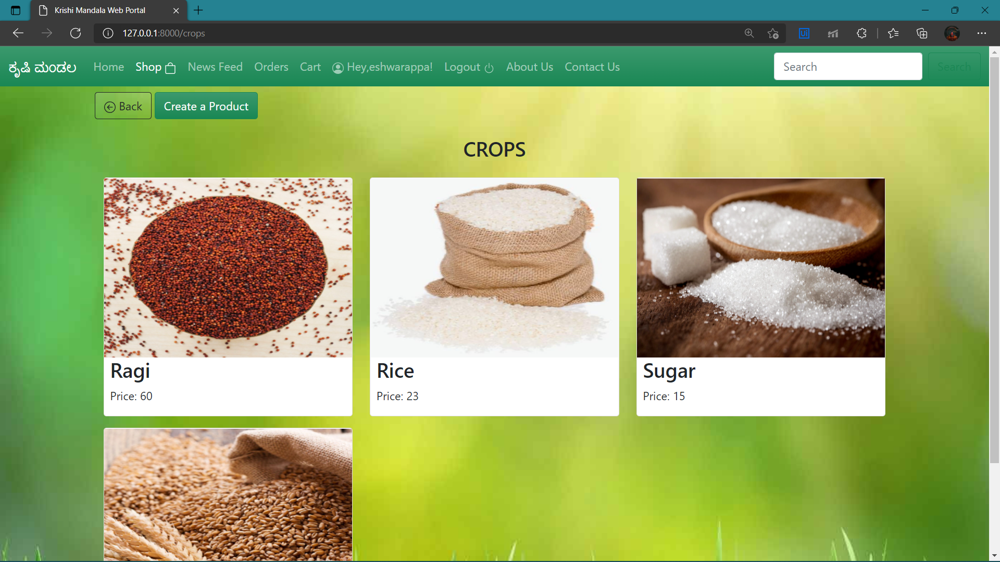 Krishi Mandala Web Portal
127.0.0.1:8000/crops
ಕೃಷಿ ಮಂಡಲ Home Shop News Feed Orders Cart Hey,eshwarappa! Logout About Us Contact Us Search Search
Back Create a Product
CROPS
Ragi Rice Sugar
Price: 60 Price: 23 Price: 15